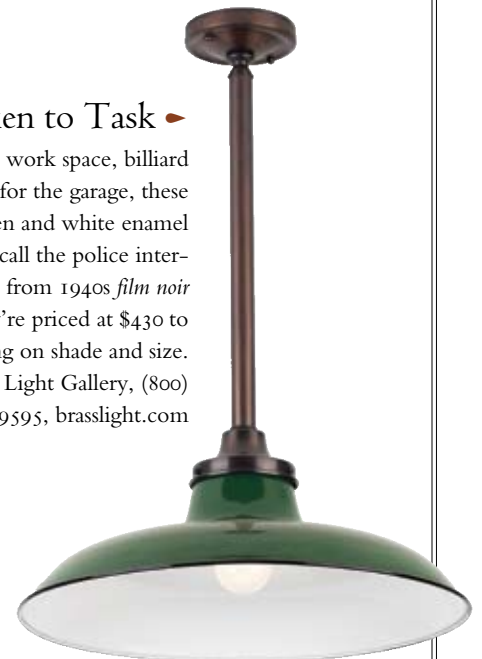 en to Task
work space, billiard
for the garage, these
en and white enamel
call the police inter-
from 1940s film noir
’re priced at $430 to
ng on shade and size.
Light Gallery, (800)
9595, brasslight.com